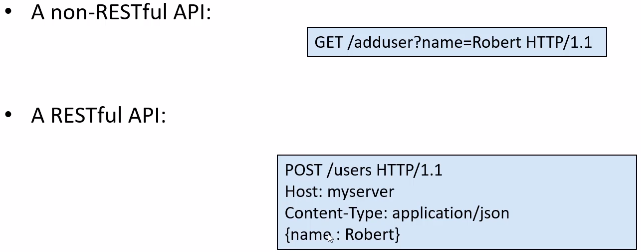 • A non-RESTful API:
GET /adduser?name=Robert HTTP/1.1
• A RESTful API:
POST /users HTTP/1.1
Host: myserver
Content-Type: application/json
{name: Robert}